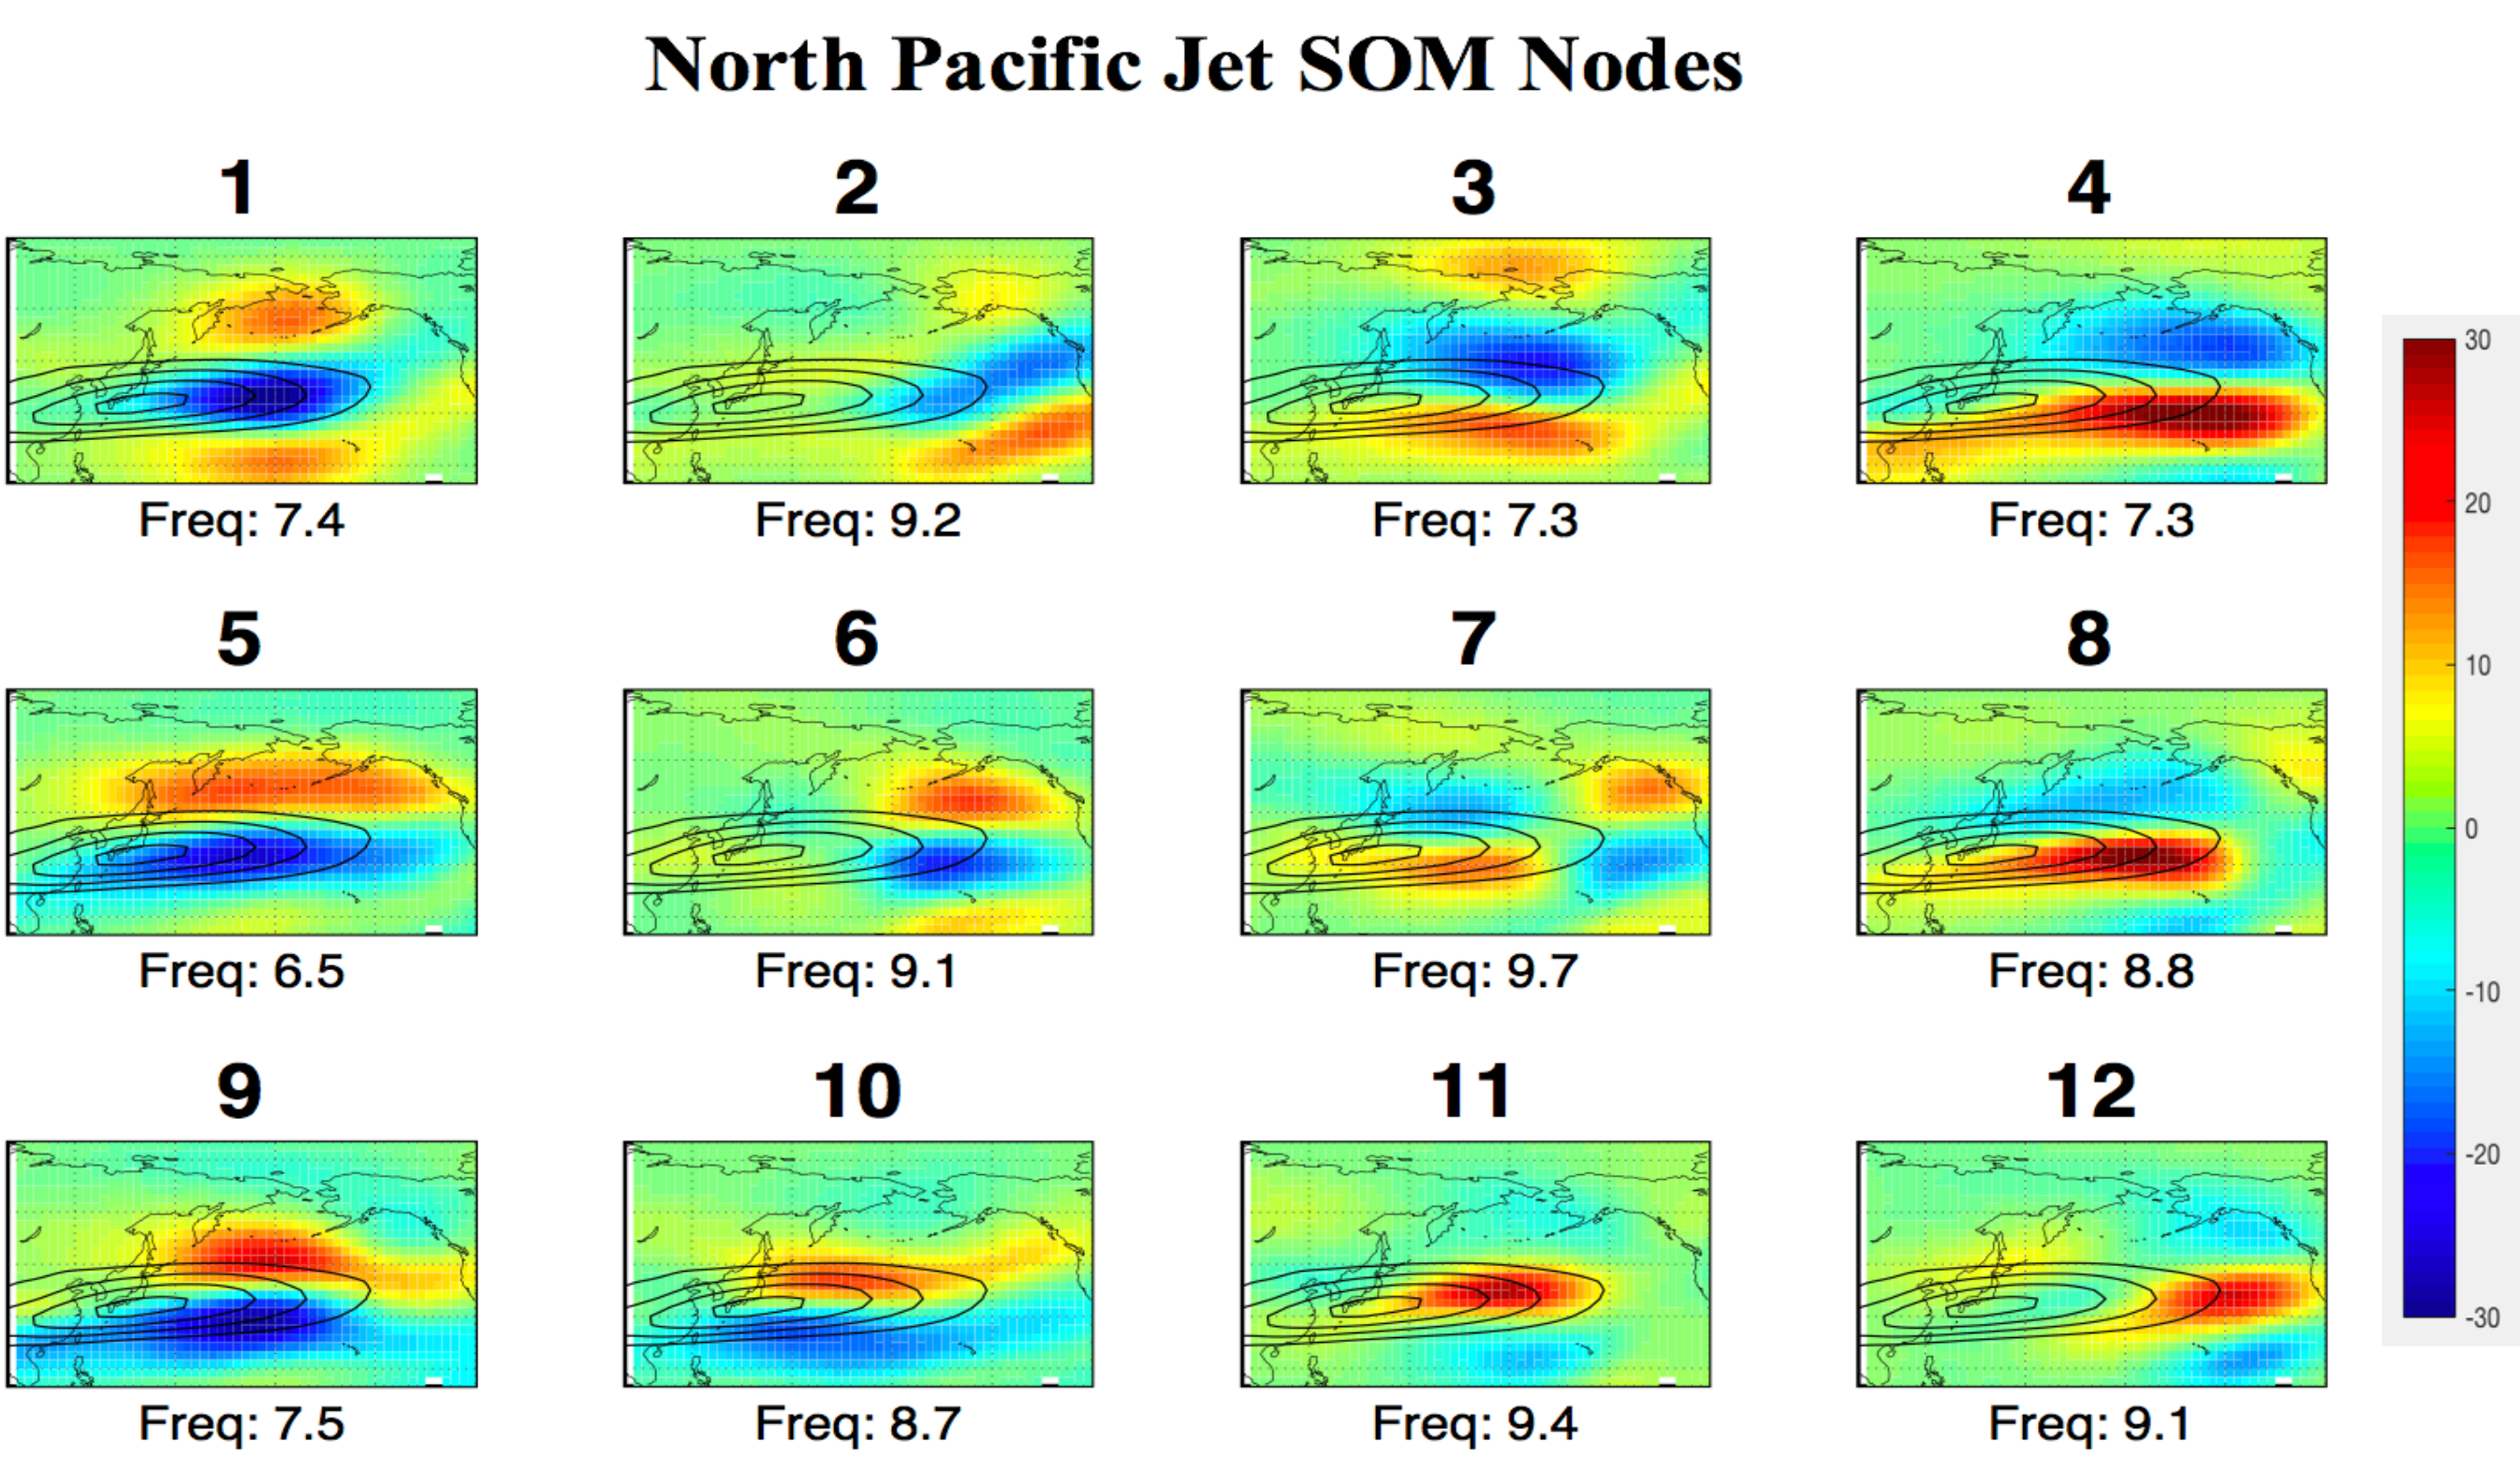 North Pacific Jet SOM Nodes
1 2 3 4
Freq: 7.4 Freq: 9.2 Freq: 7.3 Freq: 7.3
5 6 7 8
Freq: 6.5 Freq: 9.1 Freq: 9.7 Freq: 8.8
9 10 11 12
Freq: 7.5 Freq: 8.7 Freq: 9.4 Freq: 9.1
30
20
10
0
-10
-20
-30